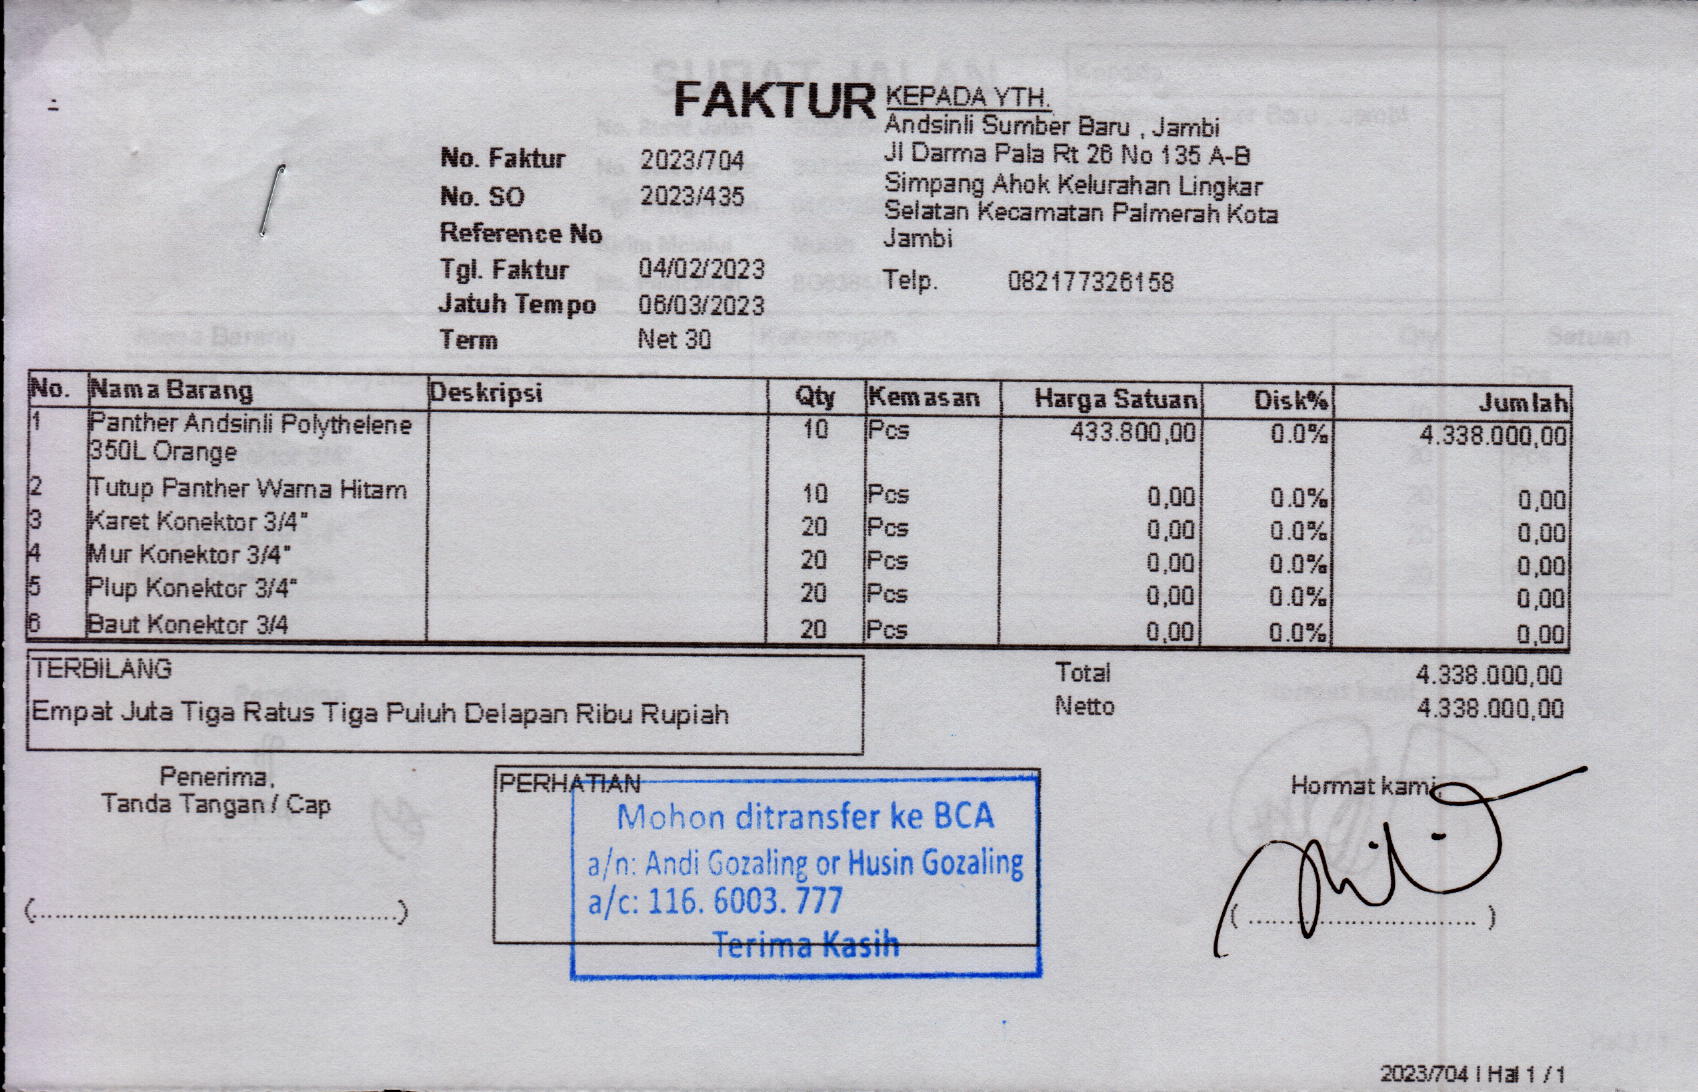 FAKTUR
KEPADA YTH.
Andsinli Sumber Baru , Jambi
Jl Darma Pala Rt 26 No 135 A-B
Simpang Ahok Kelurahan Lingkar
Selatan Kecamatan Palmerah Kota
Jambi
Telp. 082177326158
No. Faktur 2023/704
No. SO 2023/435
Reference No
Tgl. Faktur 04/02/2023
Jatuh Tempo 06/03/2023
Term Net 30
No. Nama Barang Deskripsi Qty Kemasan Harga Satuan Disk% Jumlah
1 Panther Andsinli Polythelene 10 Pcs 433.800,00 0.0% 4.338.000,00
350L Orange
2 Tutup Panther Warna Hitam 10 Pcs 0,00 0.0% 0,00
3 Karet Konektor 3/4" 20 Pcs 0,00 0.0% 0,00
4 Mur Konektor 3/4" 20 Pcs 0,00 0.0% 0,00
5 Plup Konektor 3/4" 20 Pcs 0,00 0.0% 0,00
6 Baut Konektor 3/4 20 Pcs 0,00 0.0% 0,00
TERBILANG
Empat Juta Tiga Ratus Tiga Puluh Delapan Ribu Rupiah
Total 4.338.000,00
Netto 4.338.000,00
Penerima,
Tanda Tangan / Cap
(............................................)
PERHATIAN
Mohon ditransfer ke BCA
a/n: Andi Gozaling or Husin Gozaling
a/c: 116. 6003. 777
Terima Kasih
Hormat kami,
( ................................ )
2023/704 | Hal 1 / 1